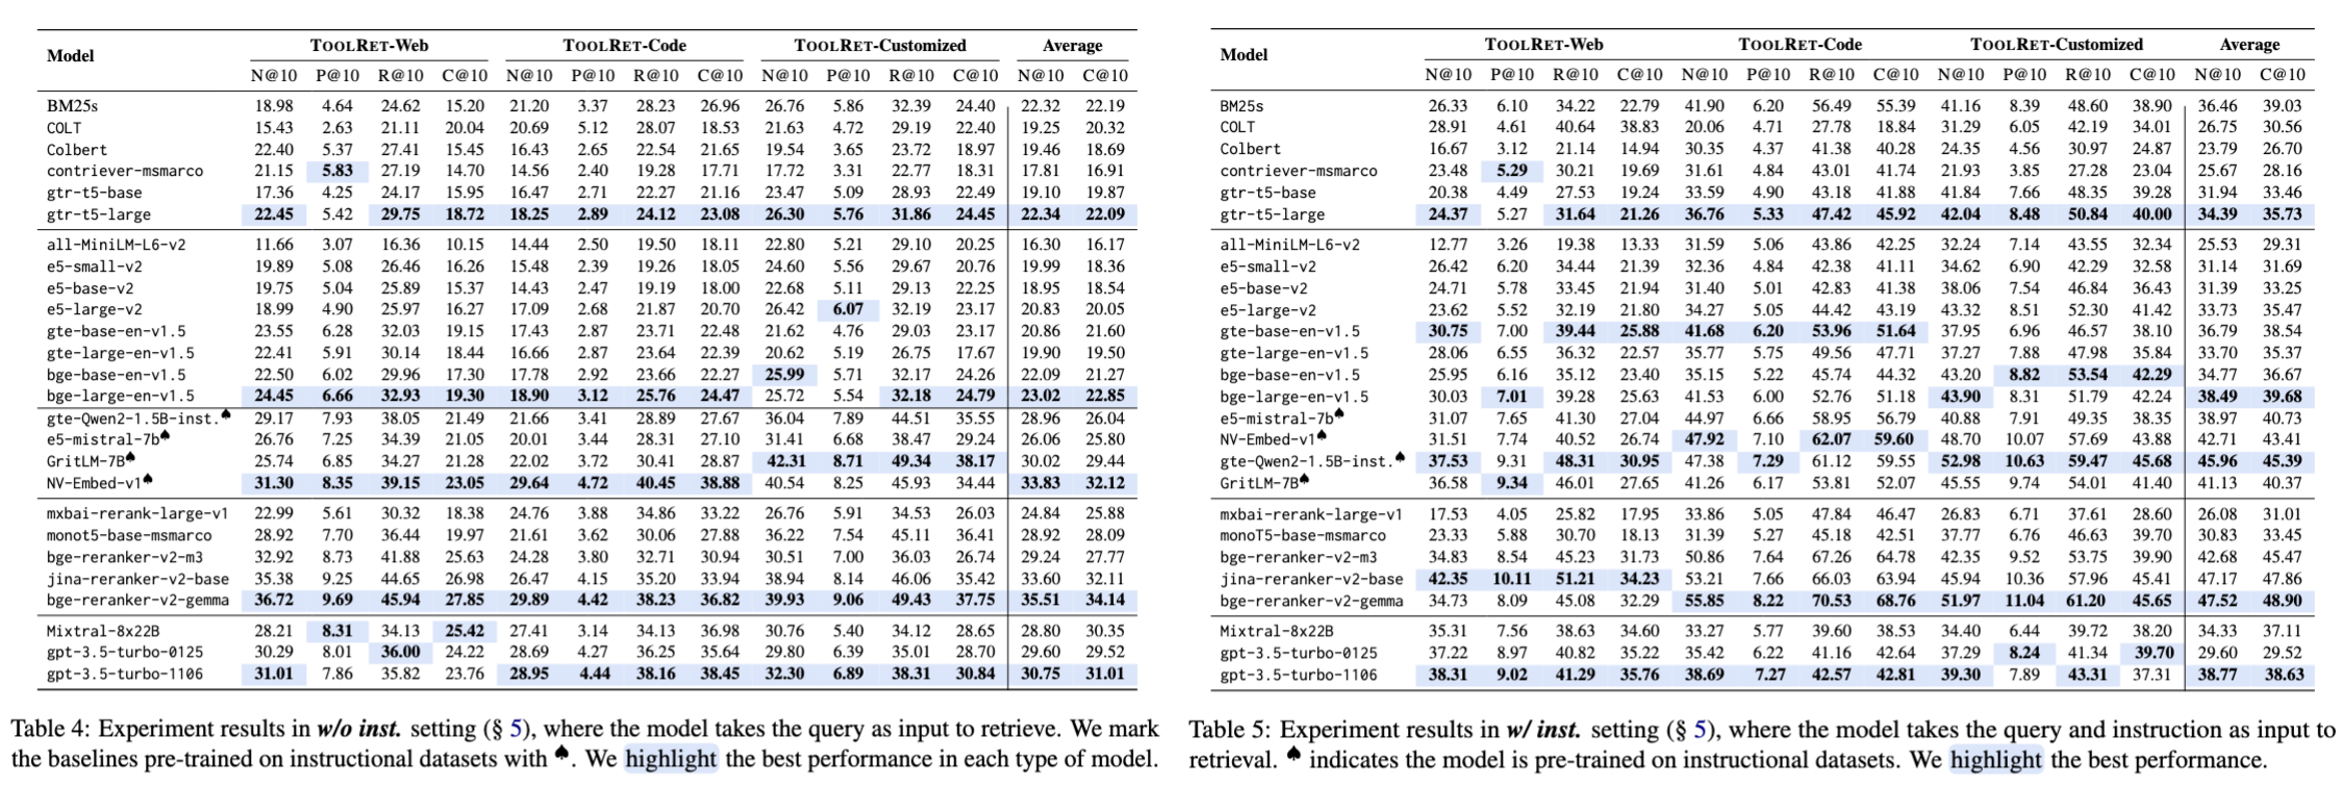 Model TOOLRET-Web TOOLRET-Code TOOLRET-Customized Average
N@10 P@10 R@10 C@10 N@10 P@10 R@10 C@10 N@10 P@10 R@10 C@10 N@10 C@10
BM25s 18.98 4.64 24.62 15.20 21.20 3.37 28.23 26.96 26.76 5.86 32.39 24.40 22.32 22.19
COLT 15.43 2.63 21.11 20.04 20.69 5.12 28.07 18.53 21.63 4.72 29.19 22.40 19.25 20.32
Colbert 22.40 5.37 27.41 15.45 16.43 2.65 22.54 21.65 19.54 3.65 23.72 18.97 19.46 18.69
contriever-msmarco 21.15 5.83 27.19 14.70 14.56 2.40 19.28 17.71 17.72 3.31 22.77 18.31 17.81 16.91
gtr-t5-base 17.36 4.25 24.17 15.95 16.47 2.71 22.27 21.16 23.47 5.09 28.93 22.49 19.10 19.87
gtr-t5-large 22.45 5.42 29.75 18.72 18.25 2.89 24.12 23.08 26.30 5.76 31.86 24.45 22.34 22.09
all-MiniLM-L6-v2 11.66 3.07 16.36 10.15 14.44 2.50 19.50 18.11 22.80 5.21 29.10 20.25 16.30 16.17
e5-small-v2 19.89 5.08 26.46 16.26 15.48 2.39 19.26 18.05 24.60 5.56 29.67 20.76 19.99 18.36
e5-base-v2 19.75 5.04 25.89 15.37 14.43 2.47 19.19 18.00 22.68 5.11 29.13 22.25 18.95 18.54
e5-large-v2 18.99 4.90 25.97 16.27 17.09 2.68 21.87 20.70 26.42 6.07 32.19 23.17 20.83 20.05
gte-base-en-v1.5 23.55 6.28 32.03 19.15 17.43 2.87 23.71 22.48 21.62 4.76 29.03 23.17 20.86 21.60
gte-large-en-v1.5 22.41 5.91 30.14 18.44 16.66 2.87 23.64 22.39 20.62 5.19 26.75 17.67 19.90 19.50
bge-base-en-v1.5 22.50 6.02 29.96 17.30 17.78 2.92 23.66 22.27 25.99 5.71 32.17 24.26 22.09 21.27
bge-large-en-v1.5 24.45 6.66 32.93 19.30 18.90 3.12 25.76 24.47 25.72 5.54 32.18 24.79 23.02 22.85
gte-Qwen2-1.5B-inst.♠ 29.17 7.93 38.05 21.49 21.66 3.41 28.89 27.67 36.04 7.89 44.51 35.55 28.96 26.04
e5-mistral-7b♠ 26.76 7.25 34.39 21.05 20.01 3.44 28.31 27.10 31.41 6.68 38.47 29.24 26.06 25.80
GritLM-7B♠ 25.74 6.85 34.27 21.28 22.02 3.72 30.41 28.87 42.31 8.71 49.34 38.17 30.02 29.44
NV-Embed-v1♠ 31.30 8.35 39.15 23.05 29.64 4.72 40.45 38.88 40.54 8.25 45.93 34.44 33.83 32.12
mxbai-rerank-large-v1 22.99 5.61 30.32 18.38 24.76 3.88 34.86 33.22 26.76 5.91 34.53 26.03 24.84 25.88
monot5-base-msmarco 28.92 7.70 36.44 19.97 21.61 3.62 30.06 27.88 36.22 7.54 45.11 36.41 28.92 28.09
bge-reranker-v2-m3 32.92 8.73 41.88 25.63 24.28 3.80 32.71 30.94 30.51 7.00 36.03 26.74 29.24 27.77
jina-reranker-v2-base 35.38 9.25 44.65 26.98 26.47 4.15 35.20 33.94 38.94 8.14 46.06 35.42 33.60 32.11
bge-reranker-v2-gemma 36.72 9.69 45.94 27.85 29.89 4.42 38.23 36.82 39.93 9.06 49.43 37.75 35.51 34.14
Mixtral-8x22B 28.21 8.31 34.13 25.42 27.41 3.14 34.13 36.98 30.76 5.40 34.12 28.65 28.80 30.35
gpt-3.5-turbo-0125 30.29 8.01 36.00 24.22 28.69 4.27 36.25 35.64 29.80 6.39 35.01 28.70 29.60 29.52
gpt-3.5-turbo-1106 31.01 7.86 35.82 23.76 28.95 4.44 38.16 38.45 32.30 6.89 38.31 30.84 30.75 31.01
Table 4: Experiment results in w/o inst. setting (§ 5), where the model takes the query as input to retrieve. We mark
the baselines pre-trained on instructional datasets with ♠. We highlight the best performance in each type of model.
Model TOOLRET-Web TOOLRET-Code TOOLRET-Customized Average
N@10 P@10 R@10 C@10 N@10 P@10 R@10 C@10 N@10 P@10 R@10 C@10 N@10 C@10
BM25s 26.33 6.10 34.22 22.79 41.90 6.20 56.49 55.39 41.16 8.39 48.60 38.90 36.46 39.03
COLT 28.91 4.61 40.64 38.83 20.06 4.71 27.78 18.84 31.29 6.05 42.19 34.01 26.75 30.56
Colbert 16.67 3.12 21.14 14.94 30.35 4.37 41.38 40.28 24.35 4.56 30.97 24.87 23.79 26.70
contriever-msmarco 23.48 5.29 30.21 19.69 31.61 4.84 43.01 41.74 21.93 3.85 27.28 23.04 25.67 28.16
gtr-t5-base 20.38 4.49 27.53 19.24 33.59 4.90 43.18 41.88 41.84 7.66 48.35 39.28 31.94 33.46
gtr-t5-large 24.37 5.27 31.64 21.26 36.76 5.33 47.42 45.92 42.04 8.48 50.84 40.00 34.39 35.73
all-MiniLM-L6-v2 12.77 3.26 19.38 13.33 31.59 5.06 43.86 42.25 32.24 7.14 43.55 32.34 25.53 29.31
e5-small-v2 26.42 6.20 34.44 21.39 32.36 4.84 42.38 41.11 34.62 6.90 42.29 32.58 31.14 31.69
e5-base-v2 24.71 5.78 33.45 21.94 31.40 5.01 42.83 41.38 38.06 7.54 46.84 36.43 31.39 33.25
e5-large-v2 23.62 5.52 32.19 21.80 34.27 5.05 44.42 43.19 43.32 8.51 52.30 41.42 33.73 35.47
gte-base-en-v1.5 30.75 7.00 39.44 25.88 41.68 6.20 53.96 51.64 37.95 6.96 46.57 38.10 36.79 38.54
gte-large-en-v1.5 28.06 6.55 36.32 22.57 35.77 5.75 49.56 47.71 37.27 7.88 47.98 35.84 33.70 35.37
bge-base-en-v1.5 25.95 6.16 35.12 23.40 35.15 5.22 45.74 44.32 43.20 8.82 53.54 42.29 34.77 36.67
bge-large-en-v1.5 30.03 7.01 39.28 25.63 41.53 6.00 52.76 51.18 43.90 8.31 51.79 42.24 38.49 39.68
e5-mistral-7b♠ 31.07 7.65 41.30 27.04 44.97 6.66 58.95 56.79 40.88 7.91 49.35 38.35 38.97 40.73
NV-Embed-v1♠ 31.51 7.74 40.52 26.74 47.92 7.10 62.07 59.60 48.70 10.07 57.69 43.88 42.71 43.41
gte-Qwen2-1.5B-inst.♠ 37.53 9.31 48.31 30.95 47.38 7.29 61.12 59.55 52.98 10.63 59.47 45.68 45.96 45.39
GritLM-7B♠ 36.58 9.34 46.01 27.65 41.26 6.17 53.81 52.07 45.55 9.74 54.01 41.40 41.13 40.37
mxbai-rerank-large-v1 17.53 4.05 25.82 17.95 33.86 5.05 47.84 46.47 26.83 6.71 37.61 28.60 26.08 31.01
monoT5-base-msmarco 23.33 5.88 30.70 18.13 31.39 5.27 45.18 42.51 37.77 6.76 46.63 39.70 30.83 33.45
bge-reranker-v2-m3 34.83 8.54 45.23 31.73 50.86 7.64 67.26 64.78 42.35 9.52 53.75 39.90 42.68 45.47
jina-reranker-v2-base 42.35 10.11 51.21 34.23 53.21 7.66 66.03 63.94 45.94 10.36 57.96 45.41 47.17 47.86
bge-reranker-v2-gemma 34.73 8.09 45.08 32.29 55.85 8.22 70.53 68.76 51.97 11.04 61.20 45.65 47.52 48.90
Mixtral-8x22B 35.31 7.56 38.63 34.60 33.27 5.77 39.60 38.53 34.40 6.44 39.72 38.20 34.33 37.11
gpt-3.5-turbo-0125 37.22 8.97 40.82 35.22 35.42 6.22 41.16 42.64 37.29 8.24 41.34 39.70 29.60 29.52
gpt-3.5-turbo-1106 38.31 9.02 41.29 35.76 38.69 7.27 42.57 42.81 39.30 7.89 43.31 37.31 38.77 38.63
Table 5: Experiment results in w/ inst. setting (§ 5), where the model takes the query and instruction as input to
retrieval. ♠ indicates the model is pre-trained on instructional datasets. We highlight the best performance.